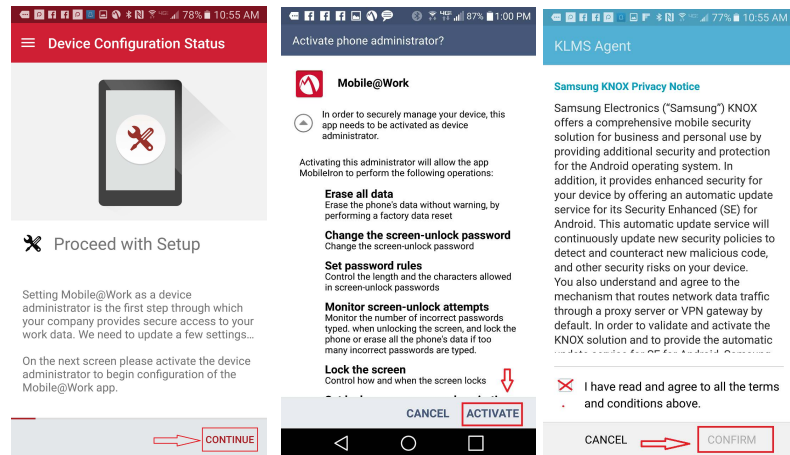 78% 10:55 AM
Device Configuration Status
Proceed with Setup
Setting Mobile@Work as a device
administrator is the first step through which
your company provides secure access to your
work data. We need to update a few settings...
On the next screen please activate the device
administrator to begin configuration of the
Mobile@Work app.
CONTINUE
87% 1:00 PM
Activate phone administrator?
Mobile@Work
In order to securely manage your device, this
app needs to be activated as device
administrator.
Activating this administrator will allow the app
MobileIron to perform the following operations:
Erase all data
Erase the phone's data without warning, by
performing a factory data reset
Change the screen-unlock password
Change the screen-unlock password
Set password rules
Control the length and the characters allowed
in screen-unlock passwords
Monitor screen-unlock attempts
Monitor the number of incorrect passwords
typed. when unlocking the screen, and lock the
phone or erase all the phone's data if too
many incorrect passwords are typed.
Lock the screen
Control how and when the screen locks
CANCEL ACTIVATE
77% 10:55 AM
KLMS Agent
Samsung KNOX Privacy Notice
Samsung Electronics ("Samsung") KNOX
offers a comprehensive mobile security
solution for business and personal use by
providing additional security and protection
for the Android operating system. In
addition, it provides enhanced security for
your device by offering an automatic update
service for its Security Enhanced (SE) for
Android. This automatic update service will
continuously update new security policies to
detect and counteract new malicious code,
and other security risks on your device.
You also understand and agree to the
mechanism that routes network data traffic
through a proxy server or VPN gateway by
default. In order to validate and activate the
KNOX solution and to provide the automatic
I have read and agree to all the terms
and conditions above.
CANCEL CONFIRM